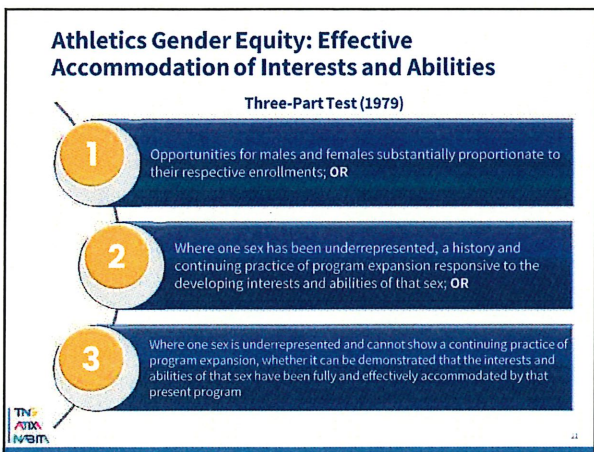 Athletics Gender Equity: Effective
Accommodation of Interests and Abilities
Three-Part Test (1979)
1
Opportunities for males and females substantially proportionate to
their respective enrollments; OR
2
Where one sex has been underrepresented, a history and
continuing practice of program expansion responsive to the
developing interests and abilities of that sex; OR
3
Where one sex is underrepresented and cannot show a continuing practice of
program expansion, whether it can be demonstrated that the interests and
abilities of that sex have been fully and effectively accommodated by that
present program
TNG
ATIXA
NABITA